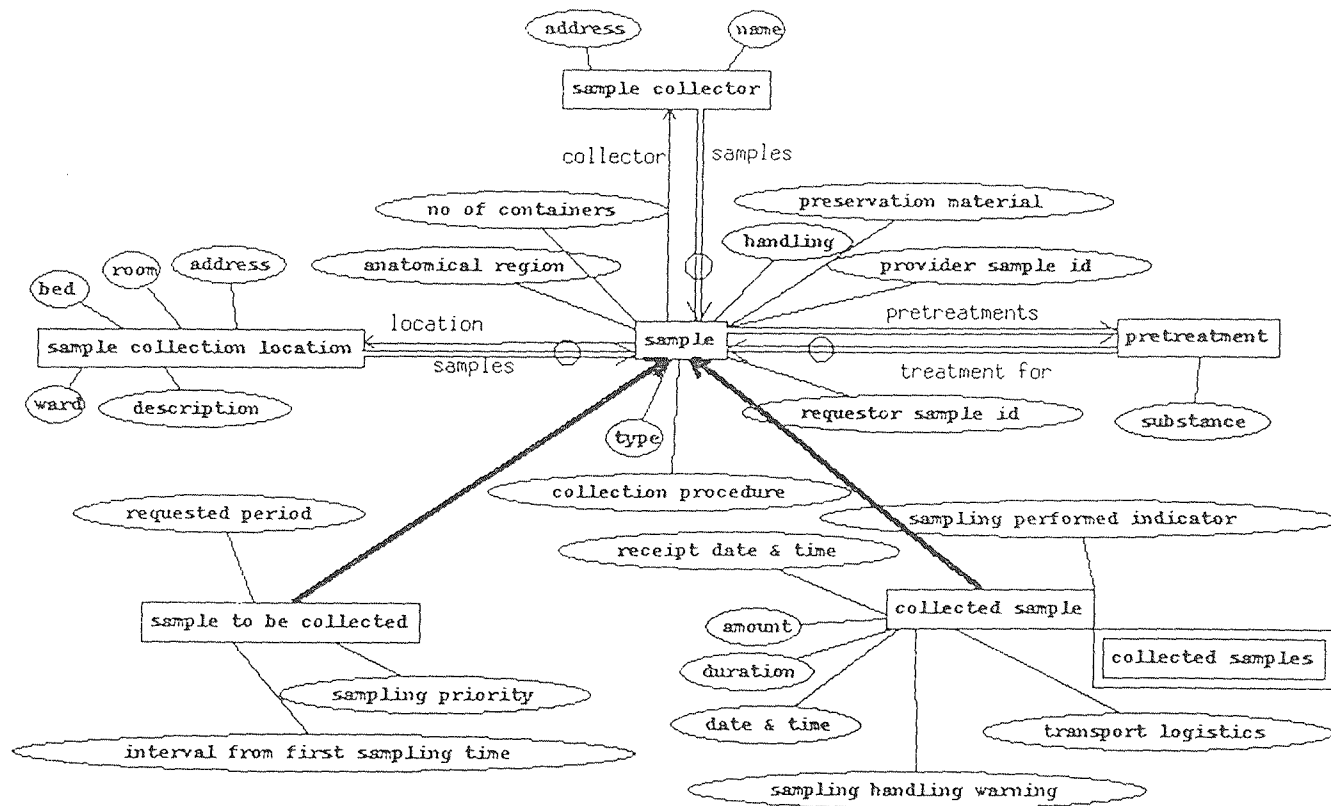 address
name
sample collector
collector
samples
no of containers
preservation material
handling
anatomical region
provider sample id
bed
room
address
location
sample
pretreatments
sample collection location
pretreatment
samples
treatment for
ward
description
type
requestor sample id
substance
collection procedure
requested period
sampling performed indicator
receipt date & time
sample to be collected
collected sample
amount
collected samples
duration
sampling priority
date & time
transport logistics
interval from first sampling time
sampling handling warning